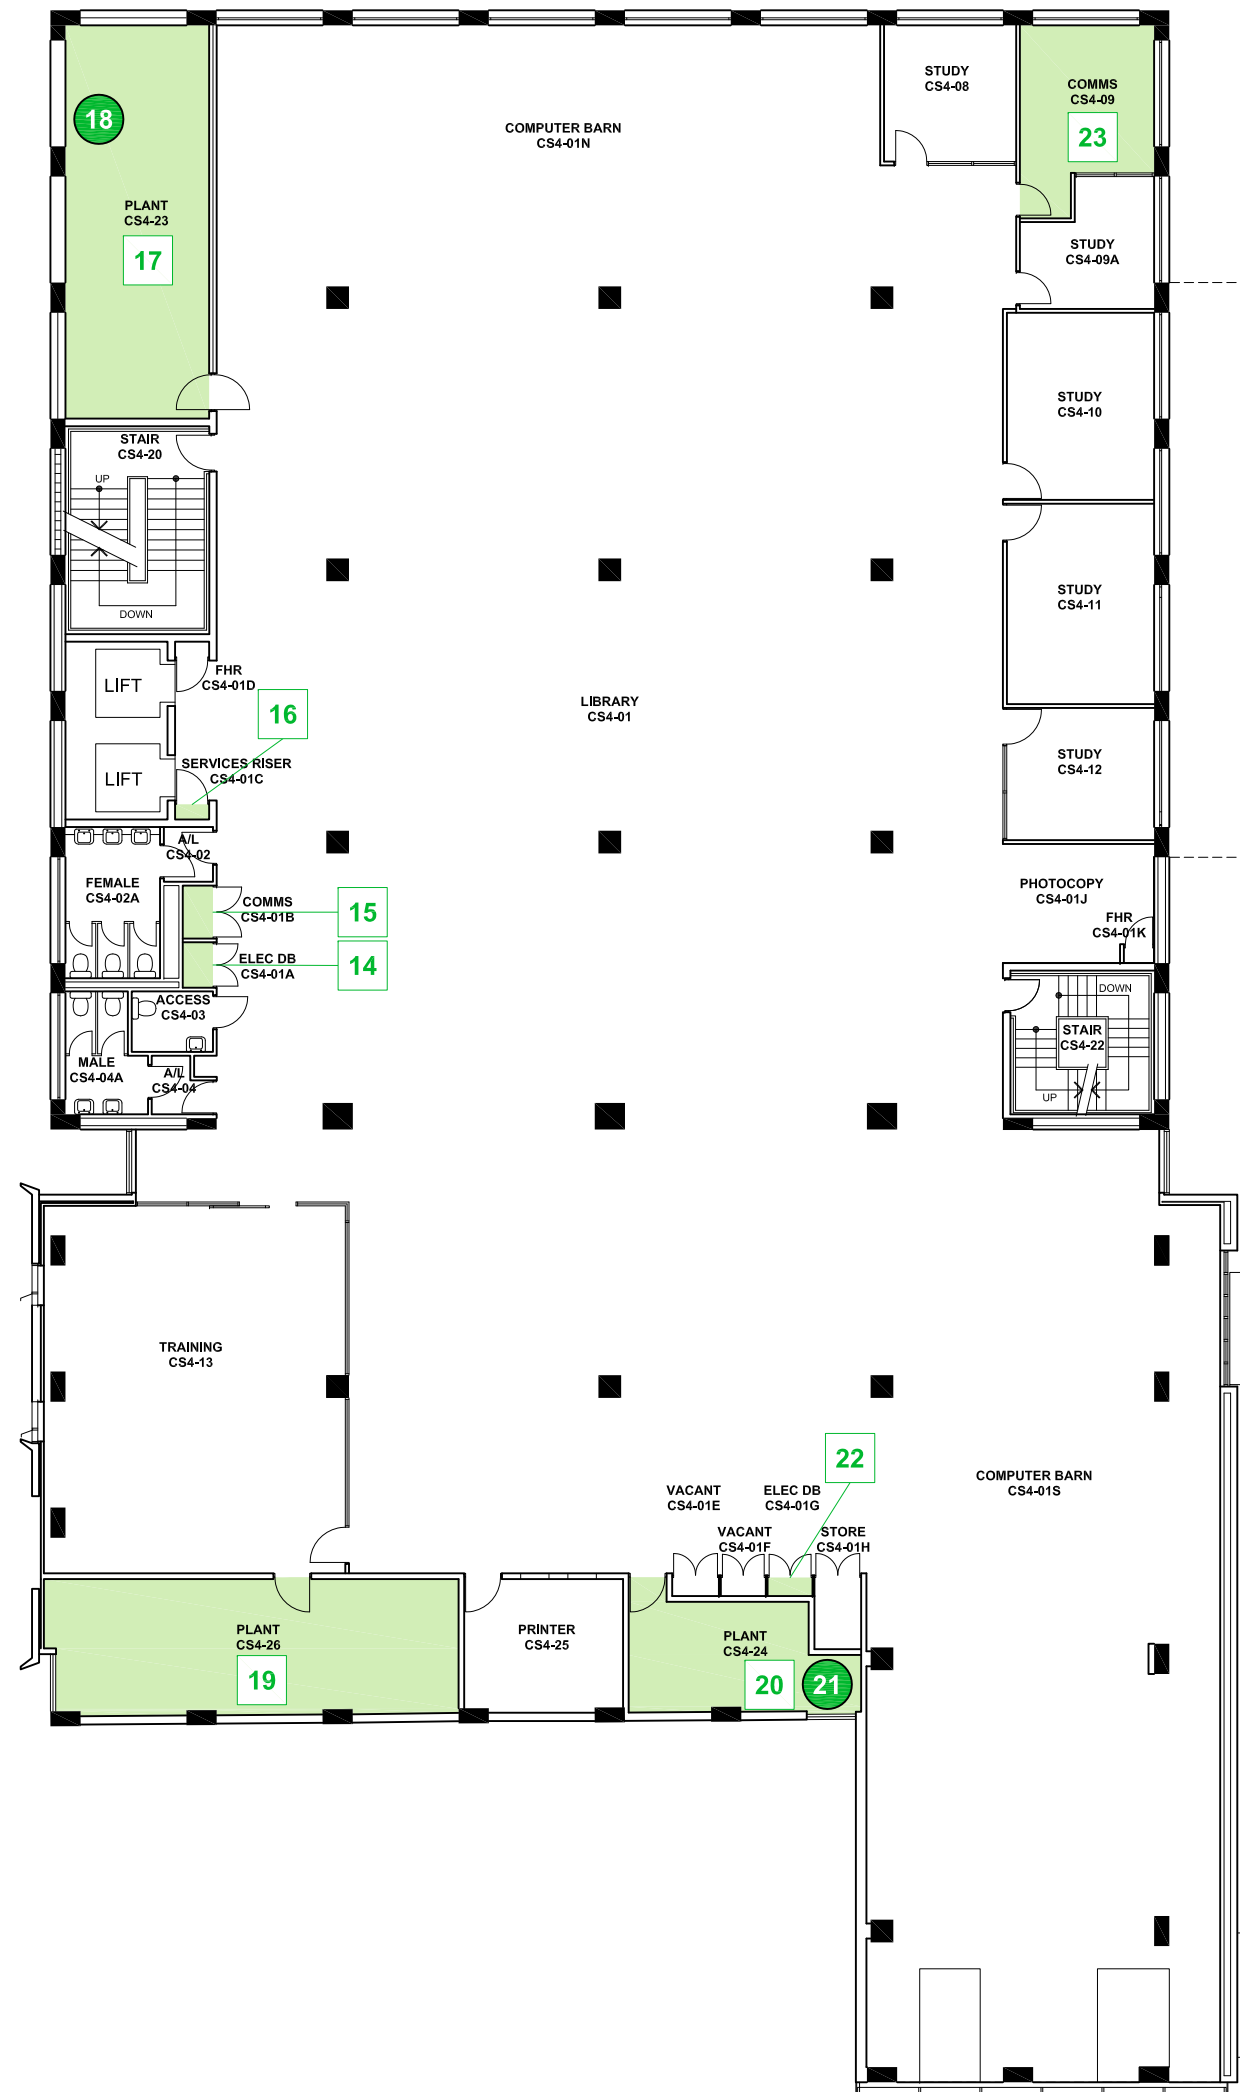 STUDY
CS4-08
COMMS
CS4-09
23
18
COMPUTER BARN
CS4-01N
PLANT
CS4-23
17
STUDY
CS4-09A
STUDY
CS4-10
STAIR
CS4-20
UP
DOWN
STUDY
CS4-11
LIFT
FHR
CS4-01D
16
LIBRARY
CS4-01
LIFT
SERVICES RISER
CS4-01C
STUDY
CS4-12
A/L
CS4-02
FEMALE
CS4-02A
COMMS
CS4-01B
15
PHOTOCOPY
CS4-01J
FHR
CS4-01K
ELEC DB
CS4-01A
14
ACCESS
CS4-03
DOWN
STAIR
CS4-22
UP
MALE
CS4-04A
A/L
CS4-04
TRAINING
CS4-13
22
COMPUTER BARN
CS4-01S
VACANT
CS4-01E
ELEC DB
CS4-01G
VACANT
CS4-01F
STORE
CS4-01H
PLANT
CS4-26
19
PRINTER
CS4-25
PLANT
CS4-24
20
21